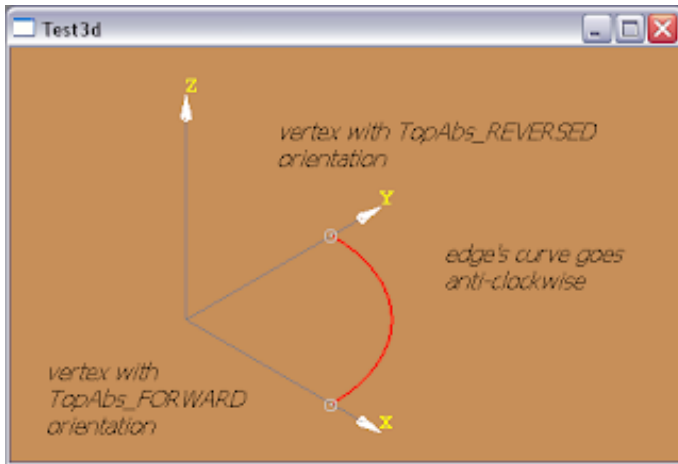 Test3d
Z
vertex with TopAbs_REVERSED
orientation
Y
edge's curve goes
anti-clockwise
vertex with
TopAbs_FORWARD
orientation
X